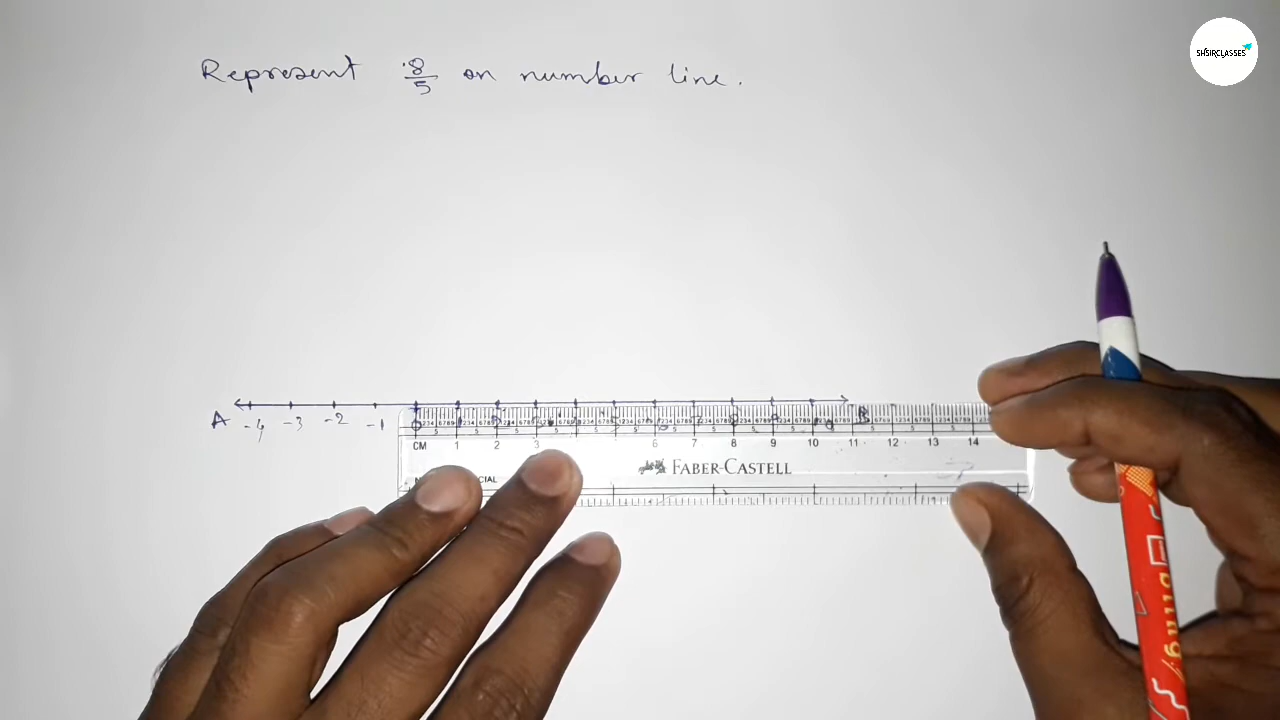 SHSIRCLASSES
Represent 8/5 on number line.
A -4 -3 -2 -1 B
CM 1 2 3 6 7 8 9 10 11 12 13 14
FABER-CASTELL